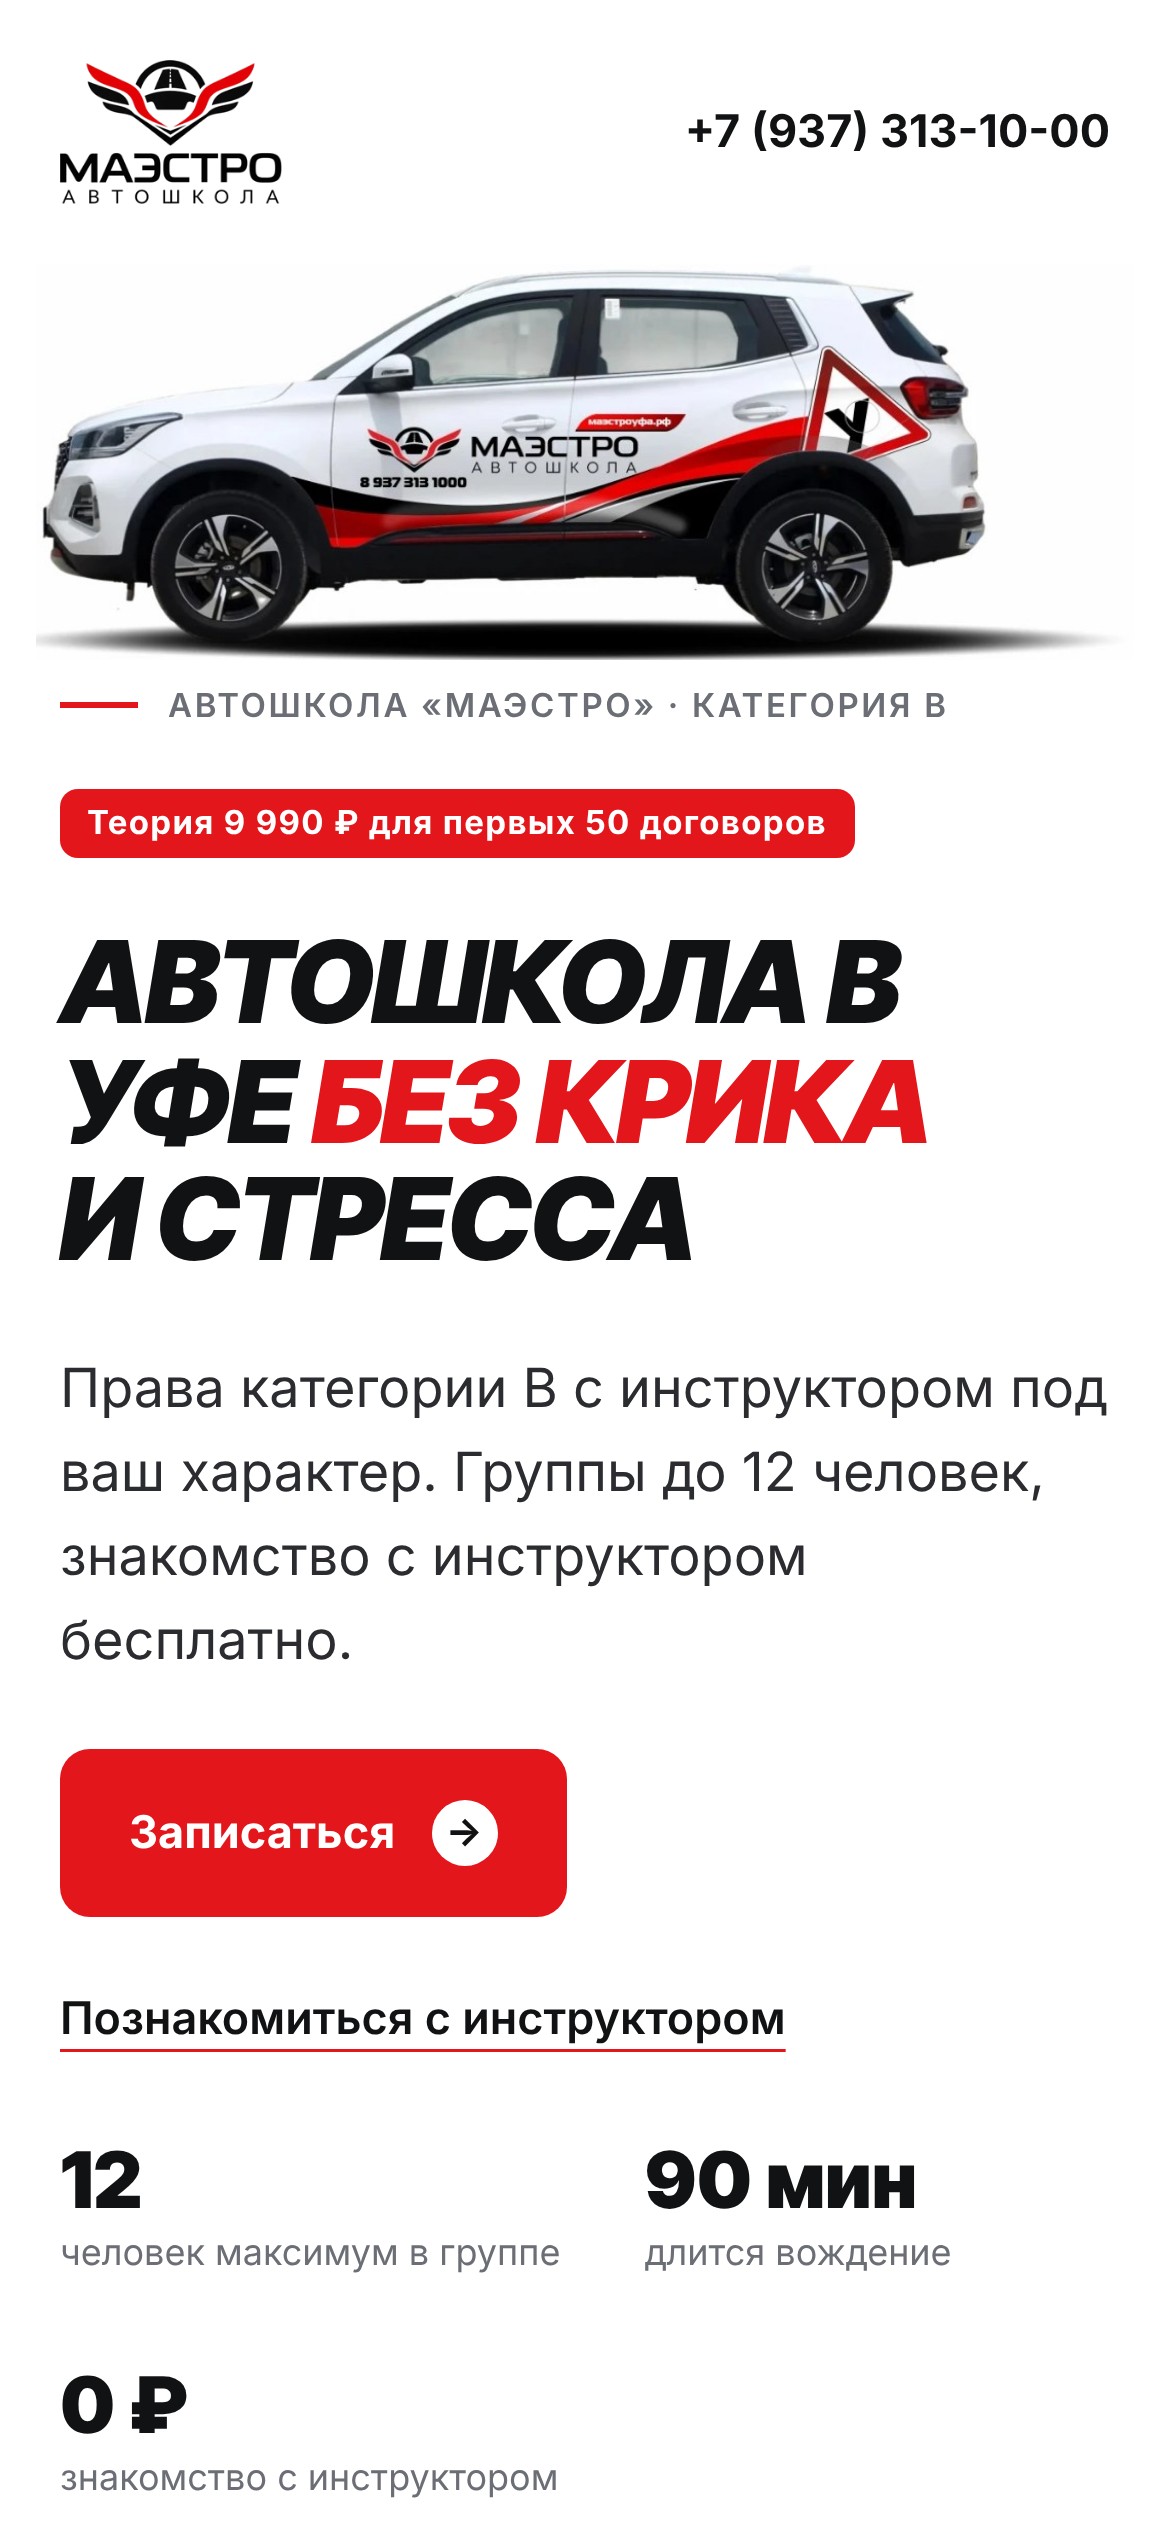 МАЭСТРО
АВТОШКОЛА
+7 (937) 313-10-00
маэстроуфа.рф
МАЭСТРО
АВТОШКОЛА
8 937 313 1000
У
АВТОШКОЛА «МАЭСТРО» · КАТЕГОРИЯ В
Теория 9 990 ₽ для первых 50 договоров
АВТОШКОЛА В
УФЕ БЕЗ КРИКА
И СТРЕССА
Права категории В с инструктором под
ваш характер. Группы до 12 человек,
знакомство с инструктором
бесплатно.
Записаться →
Познакомиться с инструктором
12
человек максимум в группе
90 мин
длится вождение
0 ₽
знакомство с инструктором